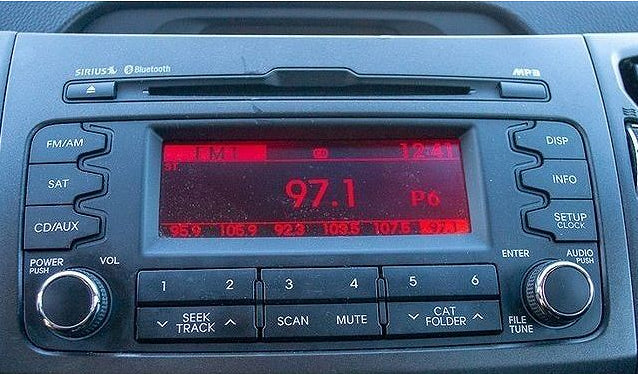 SIRIUS Bluetooth MP3
FM/AM
SAT
CD/AUX
FM1 12:41
ST
97.1 P6
95.9 105.9 92.3 103.5 107.5 97.1
DISP
INFO
SETUP
CLOCK
POWER
PUSH
VOL
1 2 3 4 5 6
SEEK
TRACK
SCAN
MUTE
CAT
FOLDER
ENTER
AUDIO
PUSH
FILE
TUNE